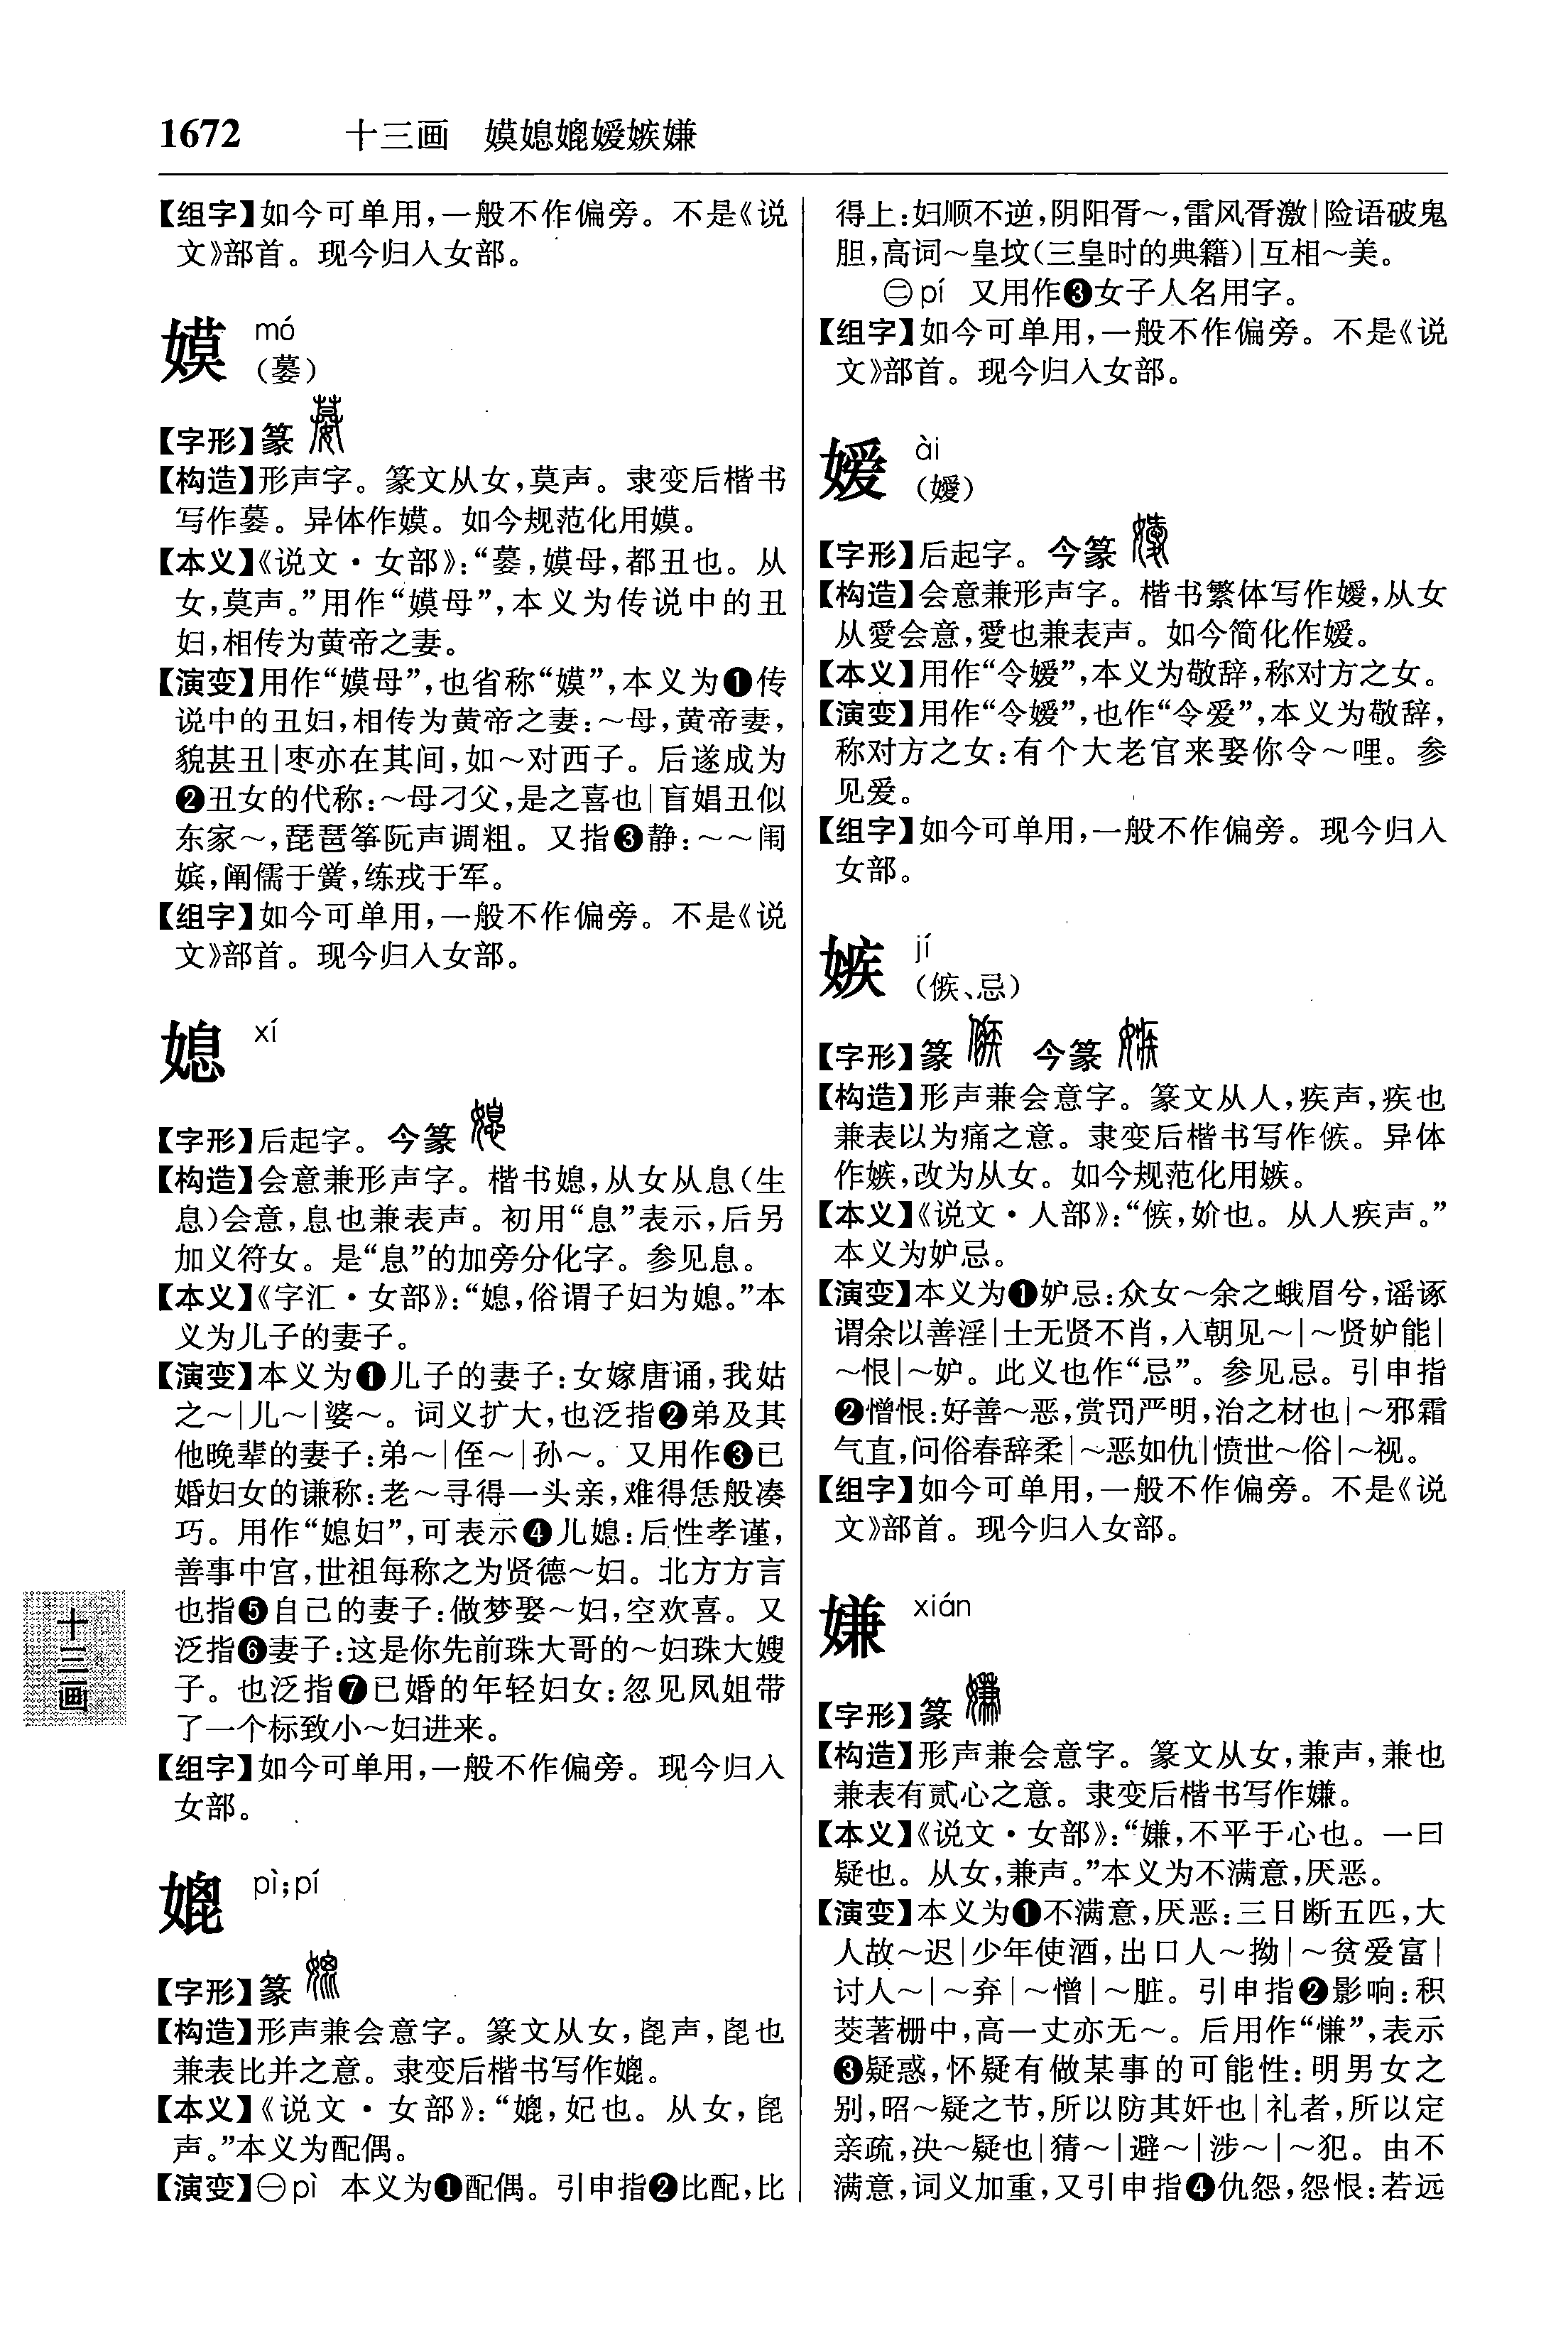 1672　十三画　嫫媳媲嫒嫉嫌
【组字】如今可单用，一般不作偏旁。不是《说
文》部首。现今归入女部。
嫫 mó
（嫫）
【字形】篆
【构造】形声字。篆文从女，莫声。隶变后楷书
写作㜈。异体作嫫。如今规范化用嫫。
【本义】《说文·女部》：“㜈，嫫母，都丑也。从
女，莫声。”用作“嫫母”，本义为传说中的丑
妇，相传为黄帝之妻。
【演变】用作“嫫母”，也省称“嫫”，本义为❶传
说中的丑妇，相传为黄帝之妻：～母，黄帝妻，
貌甚丑|枣亦在其间，如～对西子。后遂成为
❷丑女的代称：～母刁父，是之喜也|盲娼丑似
东家～，琵琶筝阮声调粗。又指❸静：～～闱
嫔，阐儒于黉，练戎于军。
【组字】如今可单用，一般不作偏旁。不是《说
文》部首。现今归入女部。
媳 xí
【字形】后起字。今篆
【构造】会意兼形声字。楷书媳，从女从息（生
息）会意，息也兼表声。初用“息”表示，后另
加义符女。是“息”的加旁分化字。参见息。
【本义】《字汇·女部》：“媳，俗谓子妇为媳。”本
义为儿子的妻子。
【演变】本义为❶儿子的妻子：女嫁唐诵，我姑
之～|儿～|婆～。词义扩大，也泛指❷弟及其
他晚辈的妻子：弟～|侄～|孙～。又用作❸已
婚妇女的谦称：老～寻得一头亲，难得恁般凑
巧。用作“媳妇”，可表示❹儿媳：后性孝谨，
善事中宫，世祖每称之为贤德～妇。北方方言
也指❺自己的妻子：做梦娶～妇，空欢喜。又
泛指❻妻子：这是你先前珠大哥的～妇珠大嫂
子。也泛指❼已婚的年轻妇女：忽见凤姐带
了一个标致小～妇进来。
【组字】如今可单用，一般不作偏旁。现今归入
女部。
媲 pì；pí
【字形】篆
【构造】形声兼会意字。篆文从女，毘声，毘也
兼表比并之意。隶变后楷书写作媲。
【本义】《说文·女部》：“媲，妃也。从女，毘
声。”本义为配偶。
【演变】㊀pì　本义为❶配偶。引申指❷比配，比
得上：妇顺不逆，阴阳胥～，雷风胥激|险语破鬼
胆，高词～皇坟（三皇时的典籍）|互相～美。
㊁pí　又用作❸女子人名用字。
【组字】如今可单用，一般不作偏旁。不是《说
文》部首。现今归入女部。
嫒 ài
（嬡）
【字形】后起字。今篆
【构造】会意兼形声字。楷书繁体写作嬡，从女
从愛会意，愛也兼表声。如今简化作嫒。
【本义】用作“令嫒”，本义为敬辞，称对方之女。
【演变】用作“令嫒”，也作“令爱”，本义为敬辞，
称对方之女：有个大老官来娶你令～哩。参
见爱。
【组字】如今可单用，一般不作偏旁。现今归入
女部。
嫉 jí
（㑵、忌）
【字形】篆　今篆
【构造】形声兼会意字。篆文从人，疾声，疾也
兼表以为痛之意。隶变后楷书写作㑵。异体
作嫉，改为从女。如今规范化用嫉。
【本义】《说文·人部》：“㑵，妎也。从人疾声。”
本义为妒忌。
【演变】本义为❶妒忌：众女～余之蛾眉兮，谣诼
谓余以善淫|士无贤不肖，入朝见～|～贤妒能|
～恨|～妒。此义也作“忌”。参见忌。引申指
❷憎恨：好善～恶，赏罚严明，治之材也|～邪霜
气直，问俗春辞柔|～恶如仇|愤世～俗|～视。
【组字】如今可单用，一般不作偏旁。不是《说
文》部首。现今归入女部。
嫌 xián
【字形】篆
【构造】形声兼会意字。篆文从女，兼声，兼也
兼表有贰心之意。隶变后楷书写作嫌。
【本义】《说文·女部》：“嫌，不平于心也。一曰
疑也。从女，兼声。”本义为不满意，厌恶。
【演变】本义为❶不满意，厌恶：三日断五匹，大
人故～迟|少年使酒，出口人～拗|～贫爱富|
讨人～|～弃|～憎|～脏。引申指❷影响：积
茭著栅中，高一丈亦无～。后用作“慊”，表示
❸疑惑，怀疑有做某事的可能性：明男女之
别，昭～疑之节，所以防其奸也|礼者，所以定
亲疏，决～疑也|猜～|避～|涉～|～犯。由不
满意，词义加重，又引申指❹仇怨，怨恨：若远
十三画